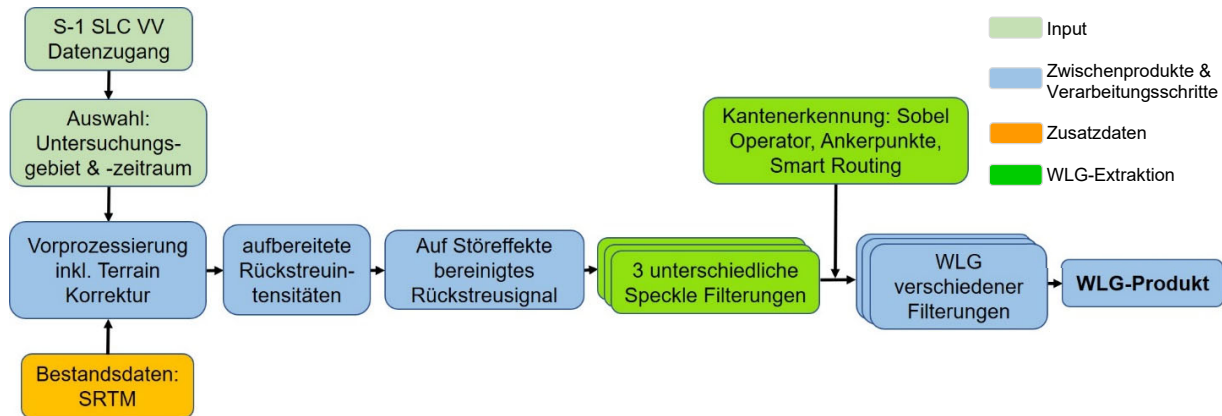 S-1 SLC VV
Datenzugang
Auswahl:
Untersuchungs-
gebiet & -zeitraum
Vorprozessierung
inkl. Terrain
Korrektur
Bestandsdaten:
SRTM
aufbereitete
Rückstreuin-
tensitäten
Auf Störeffekte
bereinigtes
Rückstreusignal
3 unterschiedliche
Speckle Filterungen
Kantenerkennung: Sobel
Operator, Ankerpunkte,
Smart Routing
WLG
verschiedener
Filterungen
WLG-Produkt
Input
Zwischenprodukte &
Verarbeitungsschritte
Zusatzdaten
WLG-Extraktion